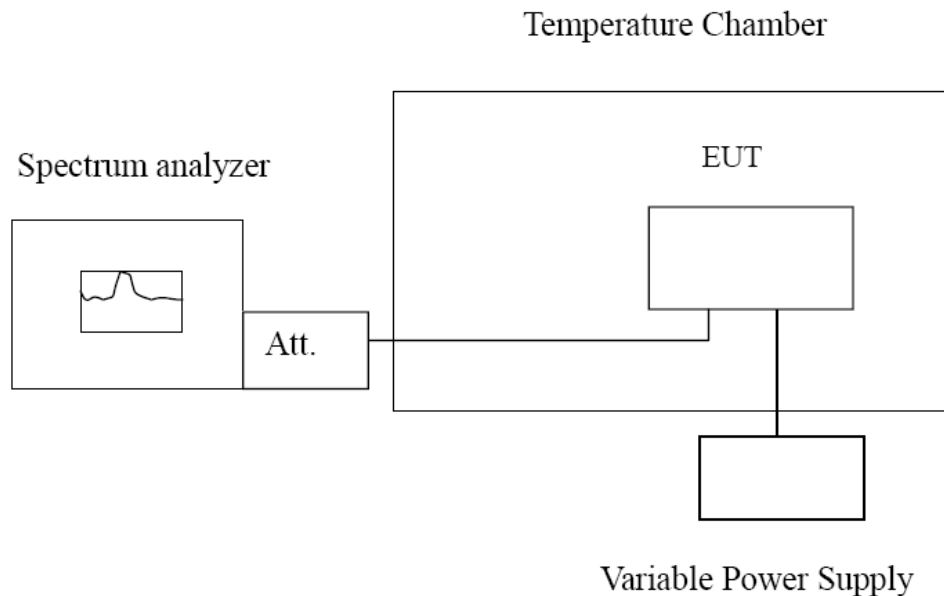 Temperature Chamber
Spectrum analyzer
EUT
Att.
Variable Power Supply